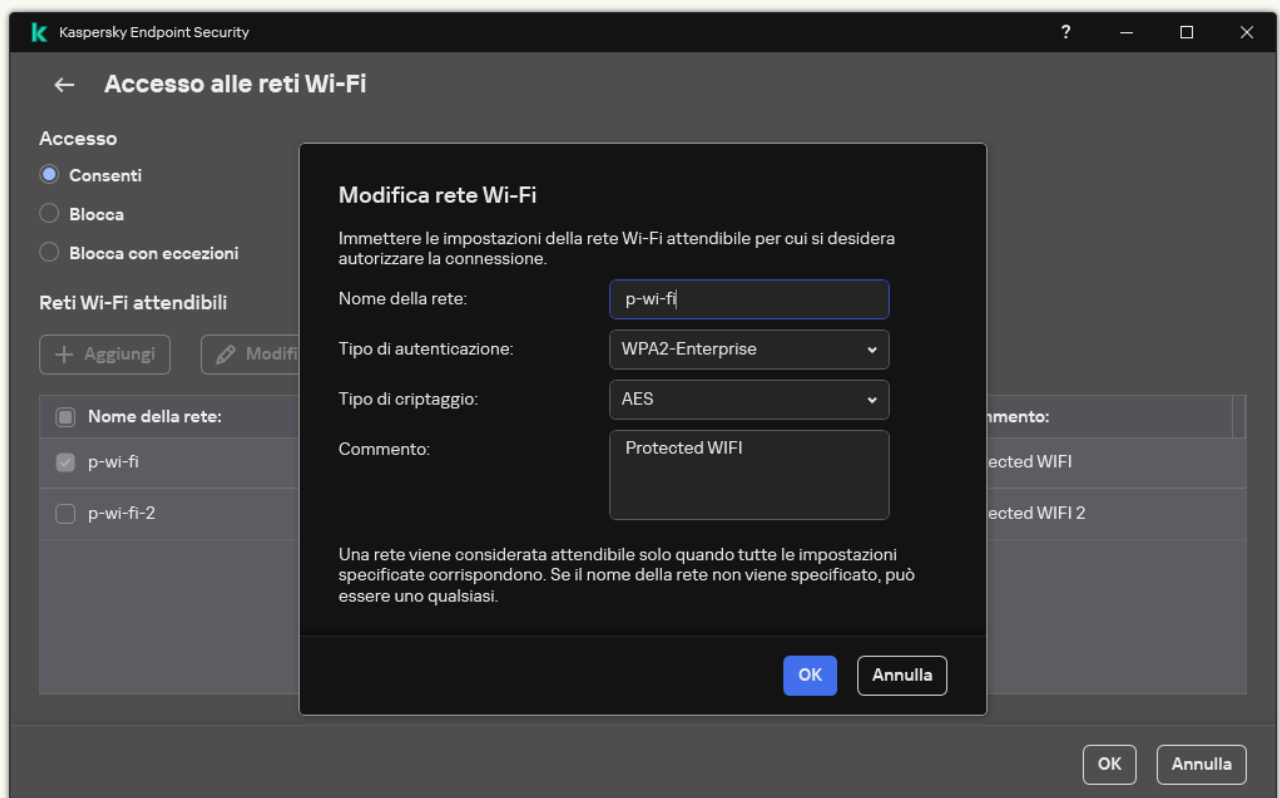 Kaspersky Endpoint Security
?
Accesso alle reti Wi-Fi
Accesso
Consenti
Blocca
Blocca con eccezioni
Reti Wi-Fi attendibili
Aggiungi
Modifi
Nome della rete:
mmento:
p-wi-fi
ected WIFI
p-wi-fi-2
ected WIFI 2
Modifica rete Wi-Fi
Immettere le impostazioni della rete Wi-Fi attendibile per cui si desidera
autorizzare la connessione.
Nome della rete:
p-wi-fi
Tipo di autenticazione:
WPA2-Enterprise
Tipo di criptaggio:
AES
Commento:
Protected WIFI
Una rete viene considerata attendibile solo quando tutte le impostazioni
specificate corrispondono. Se il nome della rete non viene specificato, può
essere uno qualsiasi.
OK
Annulla
OK
Annulla